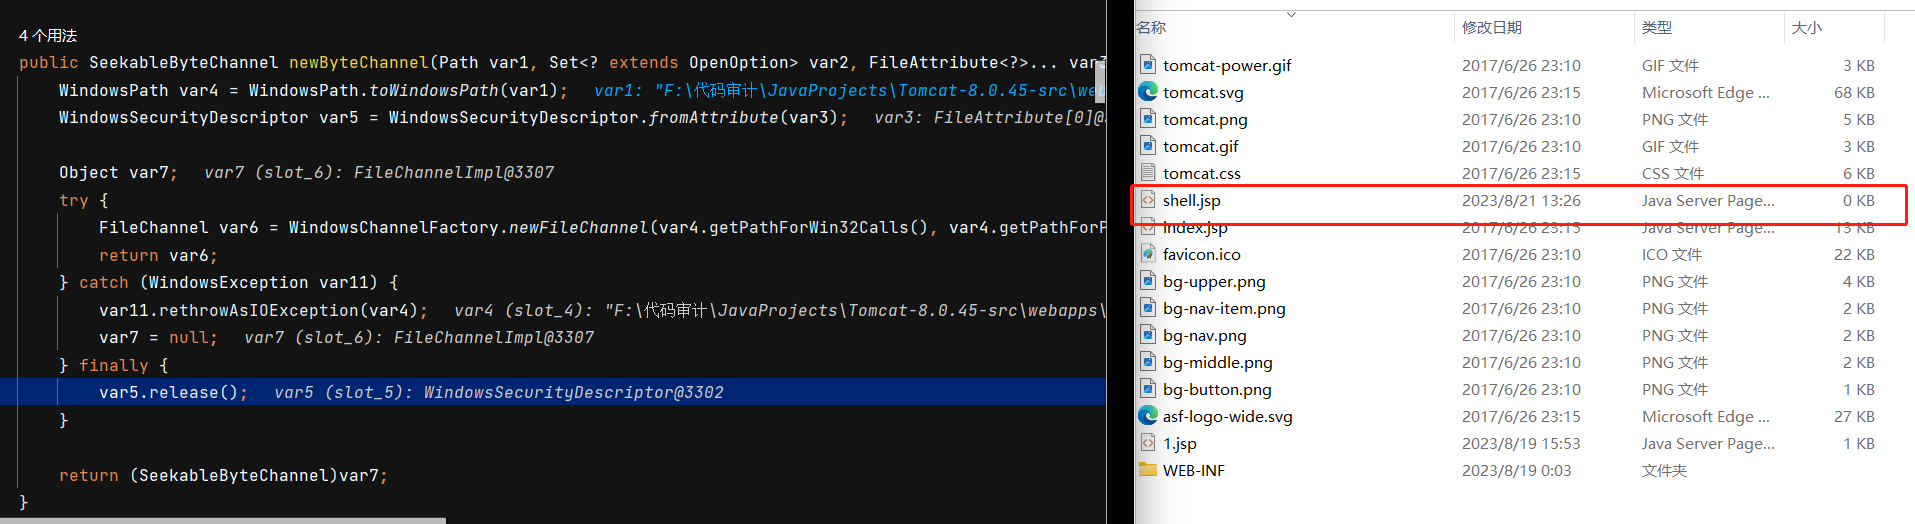 4 个用法
public SeekableByteChannel newByteChannel(Path var1, Set<? extends OpenOption> var2, FileAttribute<?>... var3
WindowsPath var4 = WindowsPath.toWindowsPath(var1);   var1: "F:\代码审计\JavaProjects\Tomcat-8.0.45-src\web
WindowsSecurityDescriptor var5 = WindowsSecurityDescriptor.fromAttribute(var3);   var3: FileAttribute[0]@
Object var7;   var7 (slot_6): FileChannelImpl@3307
try {
FileChannel var6 = WindowsChannelFactory.newFileChannel(var4.getPathForWin32Calls(), var4.getPathForP
return var6;
} catch (WindowsException var11) {
var11.rethrowAsIOException(var4);   var4 (slot_4): "F:\代码审计\JavaProjects\Tomcat-8.0.45-src\webapps\
var7 = null;   var7 (slot_6): FileChannelImpl@3307
} finally {
var5.release();   var5 (slot_5): WindowsSecurityDescriptor@3302
}
return (SeekableByteChannel)var7;
}
名称 修改日期 类型 大小
tomcat-power.gif 2017/6/26 23:10 GIF 文件 3 KB
tomcat.svg 2017/6/26 23:15 Microsoft Edge ... 68 KB
tomcat.png 2017/6/26 23:10 PNG 文件 5 KB
tomcat.gif 2017/6/26 23:10 GIF 文件 3 KB
tomcat.css 2017/6/26 23:15 CSS 文件 6 KB
shell.jsp 2023/8/21 13:26 Java Server Page... 0 KB
index.jsp 2017/6/26 23:15 Java Server Page... 13 KB
favicon.ico 2017/6/26 23:10 ICO 文件 22 KB
bg-upper.png 2017/6/26 23:10 PNG 文件 4 KB
bg-nav-item.png 2017/6/26 23:10 PNG 文件 2 KB
bg-nav.png 2017/6/26 23:10 PNG 文件 2 KB
bg-middle.png 2017/6/26 23:10 PNG 文件 2 KB
bg-button.png 2017/6/26 23:10 PNG 文件 1 KB
asf-logo-wide.svg 2017/6/26 23:15 Microsoft Edge ... 27 KB
1.jsp 2023/8/19 15:53 Java Server Page... 1 KB
WEB-INF 2023/8/19 0:03 文件夹